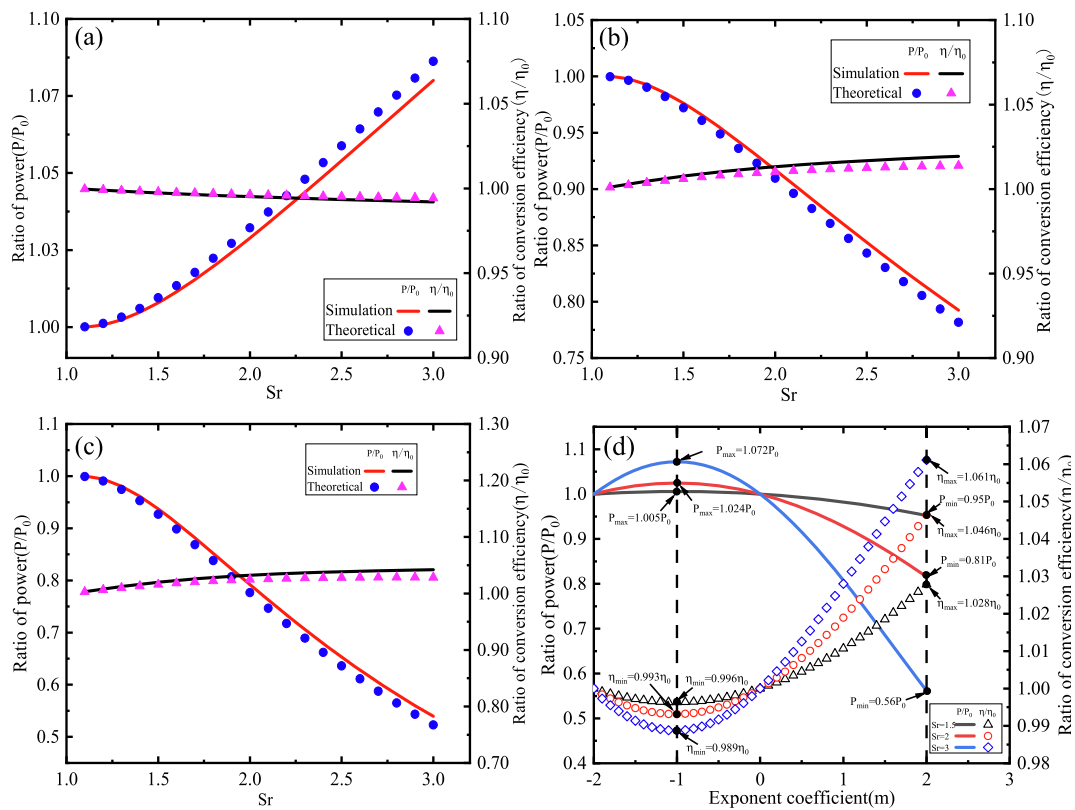 (a)
1.10
1.07
1.05
1.03
1.00
Ratio of power(P/P₀)
1.10
1.05
1.00
0.95
0.90
Ratio of conversion efficiency(η/η₀)
P/P₀ η/η₀
Simulation
Theoretical
1.0 1.5 2.0 2.5 3.0
Sr
(b)
1.05
1.00
0.95
0.90
0.85
0.80
0.75
Ratio of power(P/P₀)
1.10
1.05
1.00
0.95
0.90
Ratio of conversion efficiency(η/η₀)
P/P₀ η/η₀
Simulation
Theoretical
1.0 1.5 2.0 2.5 3.0
Sr
(c)
1.1
1.0
0.9
0.8
0.7
0.6
0.5
Ratio of power(P/P₀)
1.30
1.20
1.10
1.00
0.90
0.80
0.70
Ratio of conversion efficiency(η/η₀)
P/P₀ η/η₀
Simulation
Theoretical
1.0 1.5 2.0 2.5 3.0
Sr
(d)
1.1
1.0
0.9
0.8
0.7
0.6
0.5
0.4
Ratio of power(P/P₀)
1.07
1.06
1.05
1.04
1.03
1.02
1.01
1.00
0.99
0.98
Ratio of conversion efficiency(η/η₀)
Pmax=1.072P₀
Pmax=1.024P₀
Pmax=1.005P₀
ηmax=1.061η₀
Pmin=0.95P₀
ηmax=1.046η₀
Pmin=0.81P₀
ηmax=1.028η₀
ηmin=0.993η₀
ηmin=0.996η₀
Pmin=0.56P₀
ηmin=0.989η₀
P/P₀ η/η₀
Sr=1.5
Sr=2
Sr=3
-2 -1 0 1 2 3
Exponent coefficient(m)